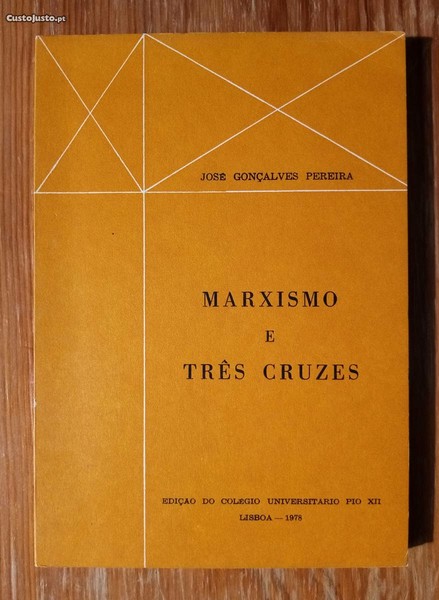 CustoJusto.pt
JOSÉ GONÇALVES PEREIRA
MARXISMO
E
TRÊS CRUZES
EDIÇÃO DO COLÉGIO UNIVERSITÁRIO PIO XII
LISBOA — 1978